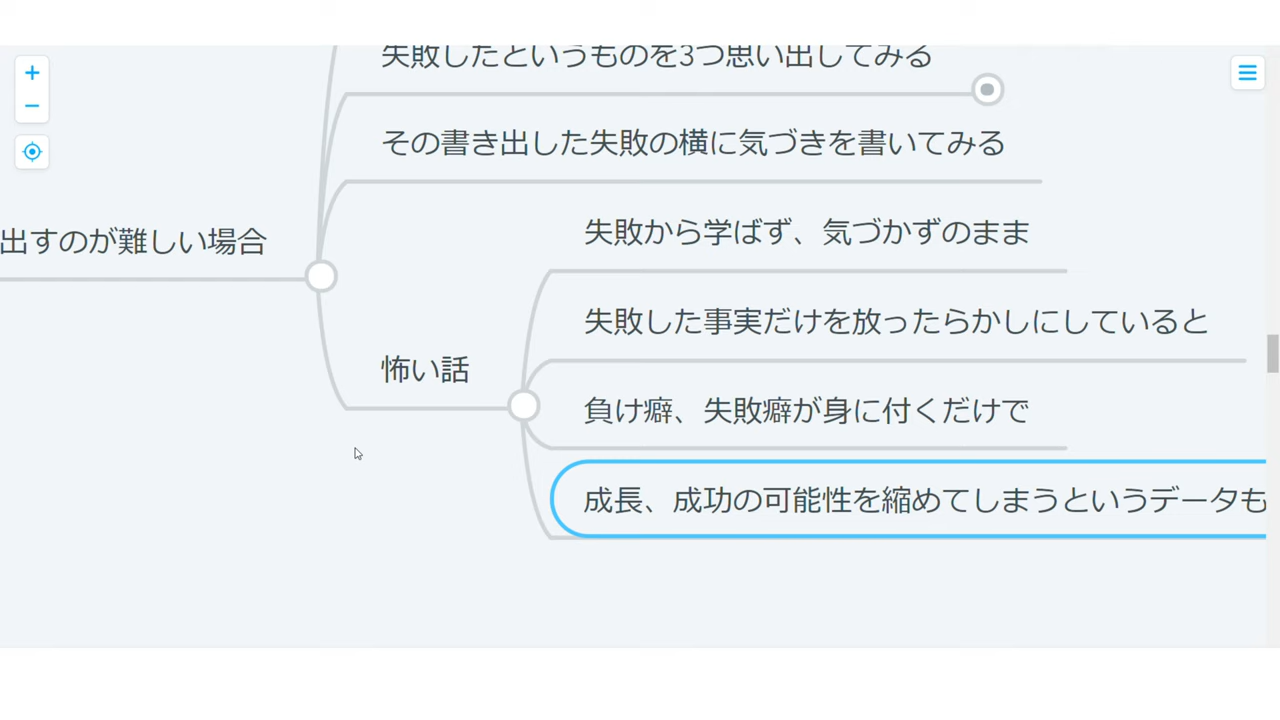 失敗したというものを3つ思い出してみる
その書き出した失敗の横に気づきを書いてみる
出すのが難しい場合
怖い話
失敗から学ばず、気づかずのまま
失敗した事実だけを放ったらかしにしていると
負け癖、失敗癖が身に付くだけで
成長、成功の可能性を縮めてしまうというデータも